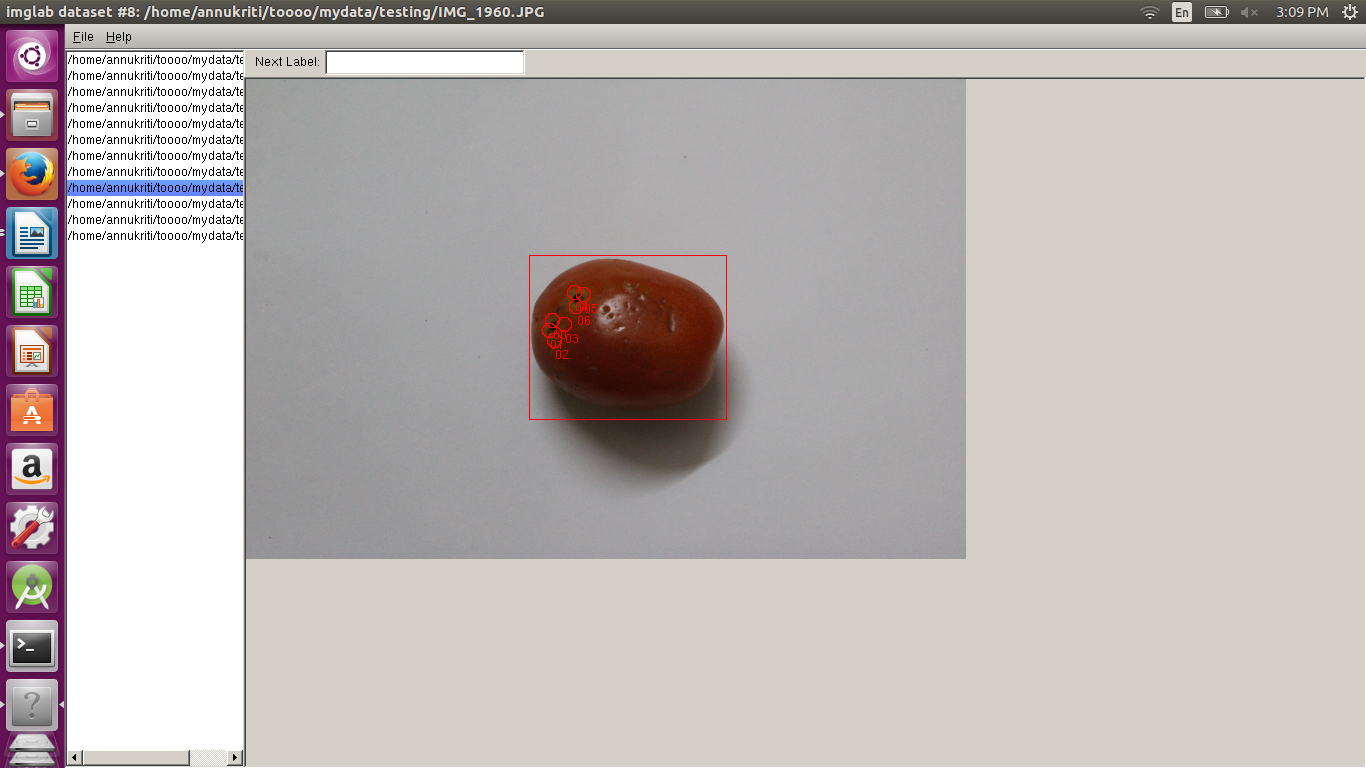 imglab dataset #8: /home/annukriti/toooo/mydata/testing/IMG_1960.JPG
En
3:09 PM
File Help
Next Label:
/home/annukriti/toooo/mydata/te
/home/annukriti/toooo/mydata/te
/home/annukriti/toooo/mydata/te
/home/annukriti/toooo/mydata/te
/home/annukriti/toooo/mydata/te
/home/annukriti/toooo/mydata/te
/home/annukriti/toooo/mydata/te
/home/annukriti/toooo/mydata/te
/home/annukriti/toooo/mydata/te
/home/annukriti/toooo/mydata/te
/home/annukriti/toooo/mydata/te
/home/annukriti/toooo/mydata/te
05
06
03
02